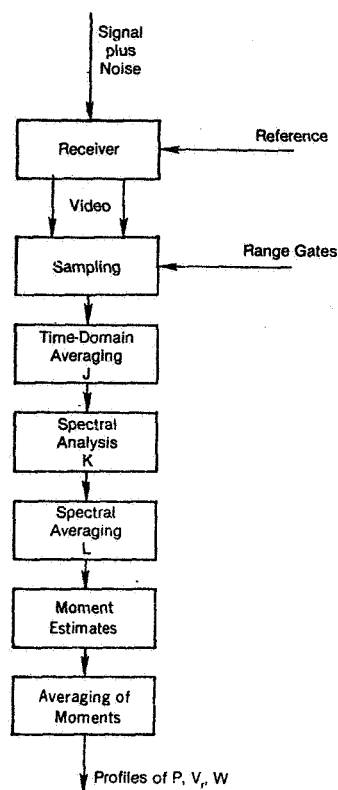 Signal
plus
Noise
Receiver
Reference
Video
Sampling
Range Gates
Time-Domain
Averaging
J
Spectral
Analysis
K
Spectral
Averaging
L
Moment
Estimates
Averaging of
Moments
Profiles of P, Vr, W